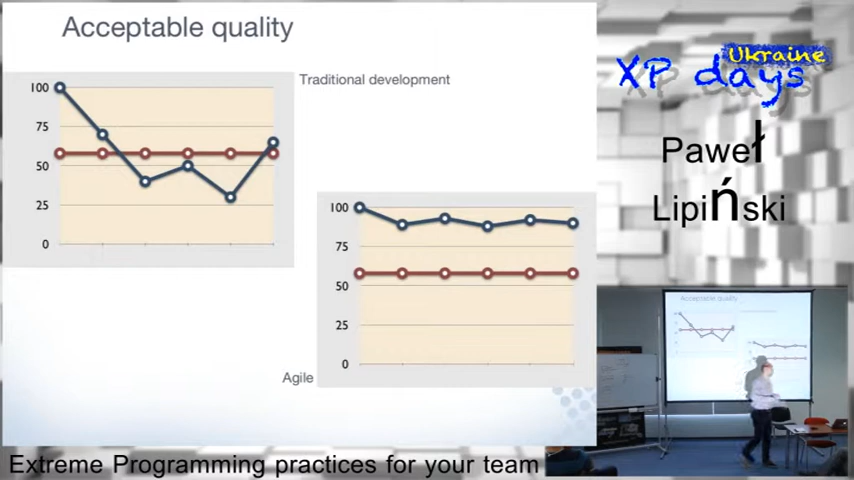 Acceptable quality
Traditional development
100
75
50
25
0
100
75
50
25
0
Agile
Ukraine
XP days
Paweł
Lipiński
Acceptable quality
Extreme Programming practices for your team